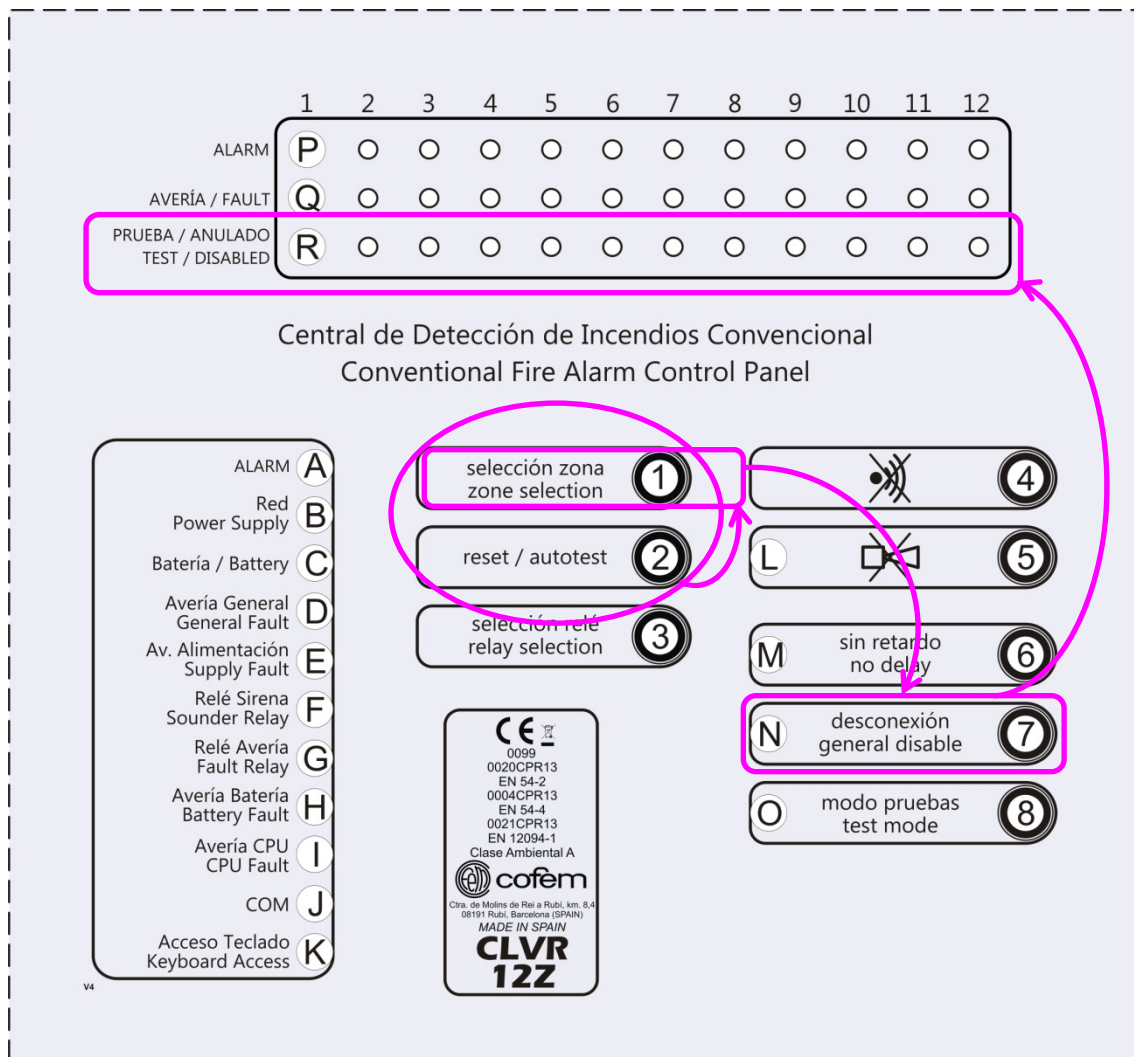 1 2 3 4 5 6 7 8 9 10 11 12
ALARM P
AVERÍA / FAULT Q
PRUEBA / ANULADO
TEST / DISABLED R
Central de Detección de Incendios Convencional
Conventional Fire Alarm Control Panel
ALARM A
Red
Power Supply B
Batería / Battery C
Avería General
General Fault D
Av. Alimentación
Supply Fault E
Relé Sirena
Sounder Relay F
Relé Avería
Fault Relay G
Avería Batería
Battery Fault H
Avería CPU
CPU Fault I
COM J
Acceso Teclado
Keyboard Access K
V4
selección zona
zone selection 1
reset / autotest 2
selección relé
relay selection 3
CE
0099
0020CPR13
EN 54-2
0004CPR13
EN 54-4
0021CPR13
EN 12094-1
Clase Ambiental A
cofem
Ctra. de Molins de Rei a Rubí, km. 8,4
08191 Rubí, Barcelona (SPAIN)
MADE IN SPAIN
CLVR
12Z
4
L 5
M sin retardo
no delay 6
N desconexión
general disable 7
O modo pruebas
test mode 8